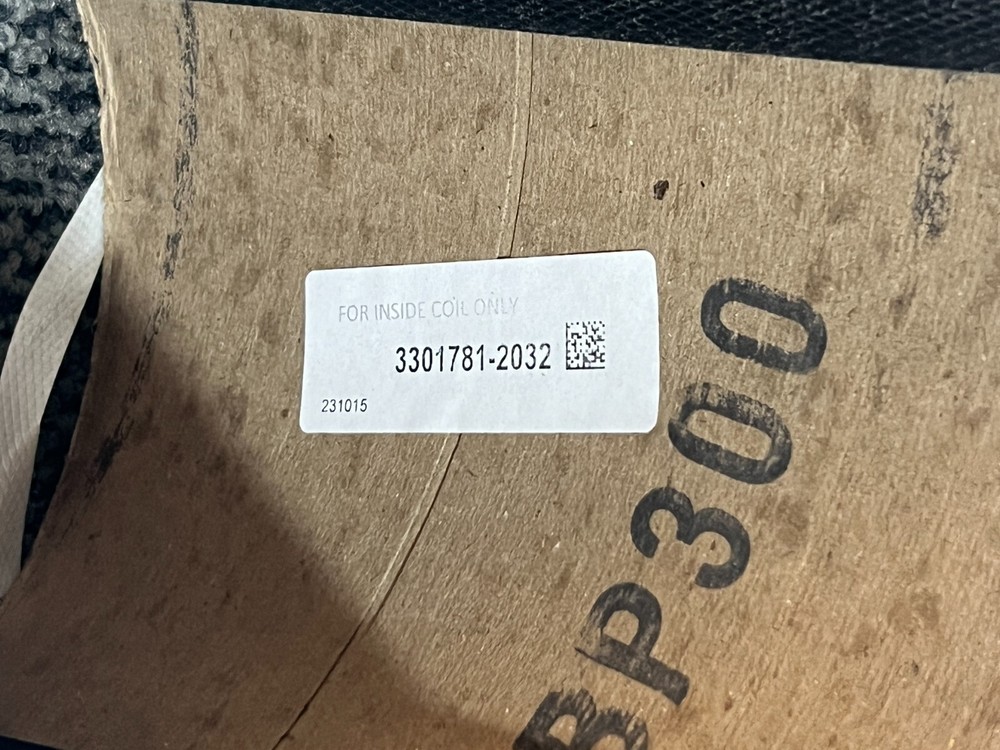 FOR INSIDE COIL ONLY
3301781-2032
231015
BP300